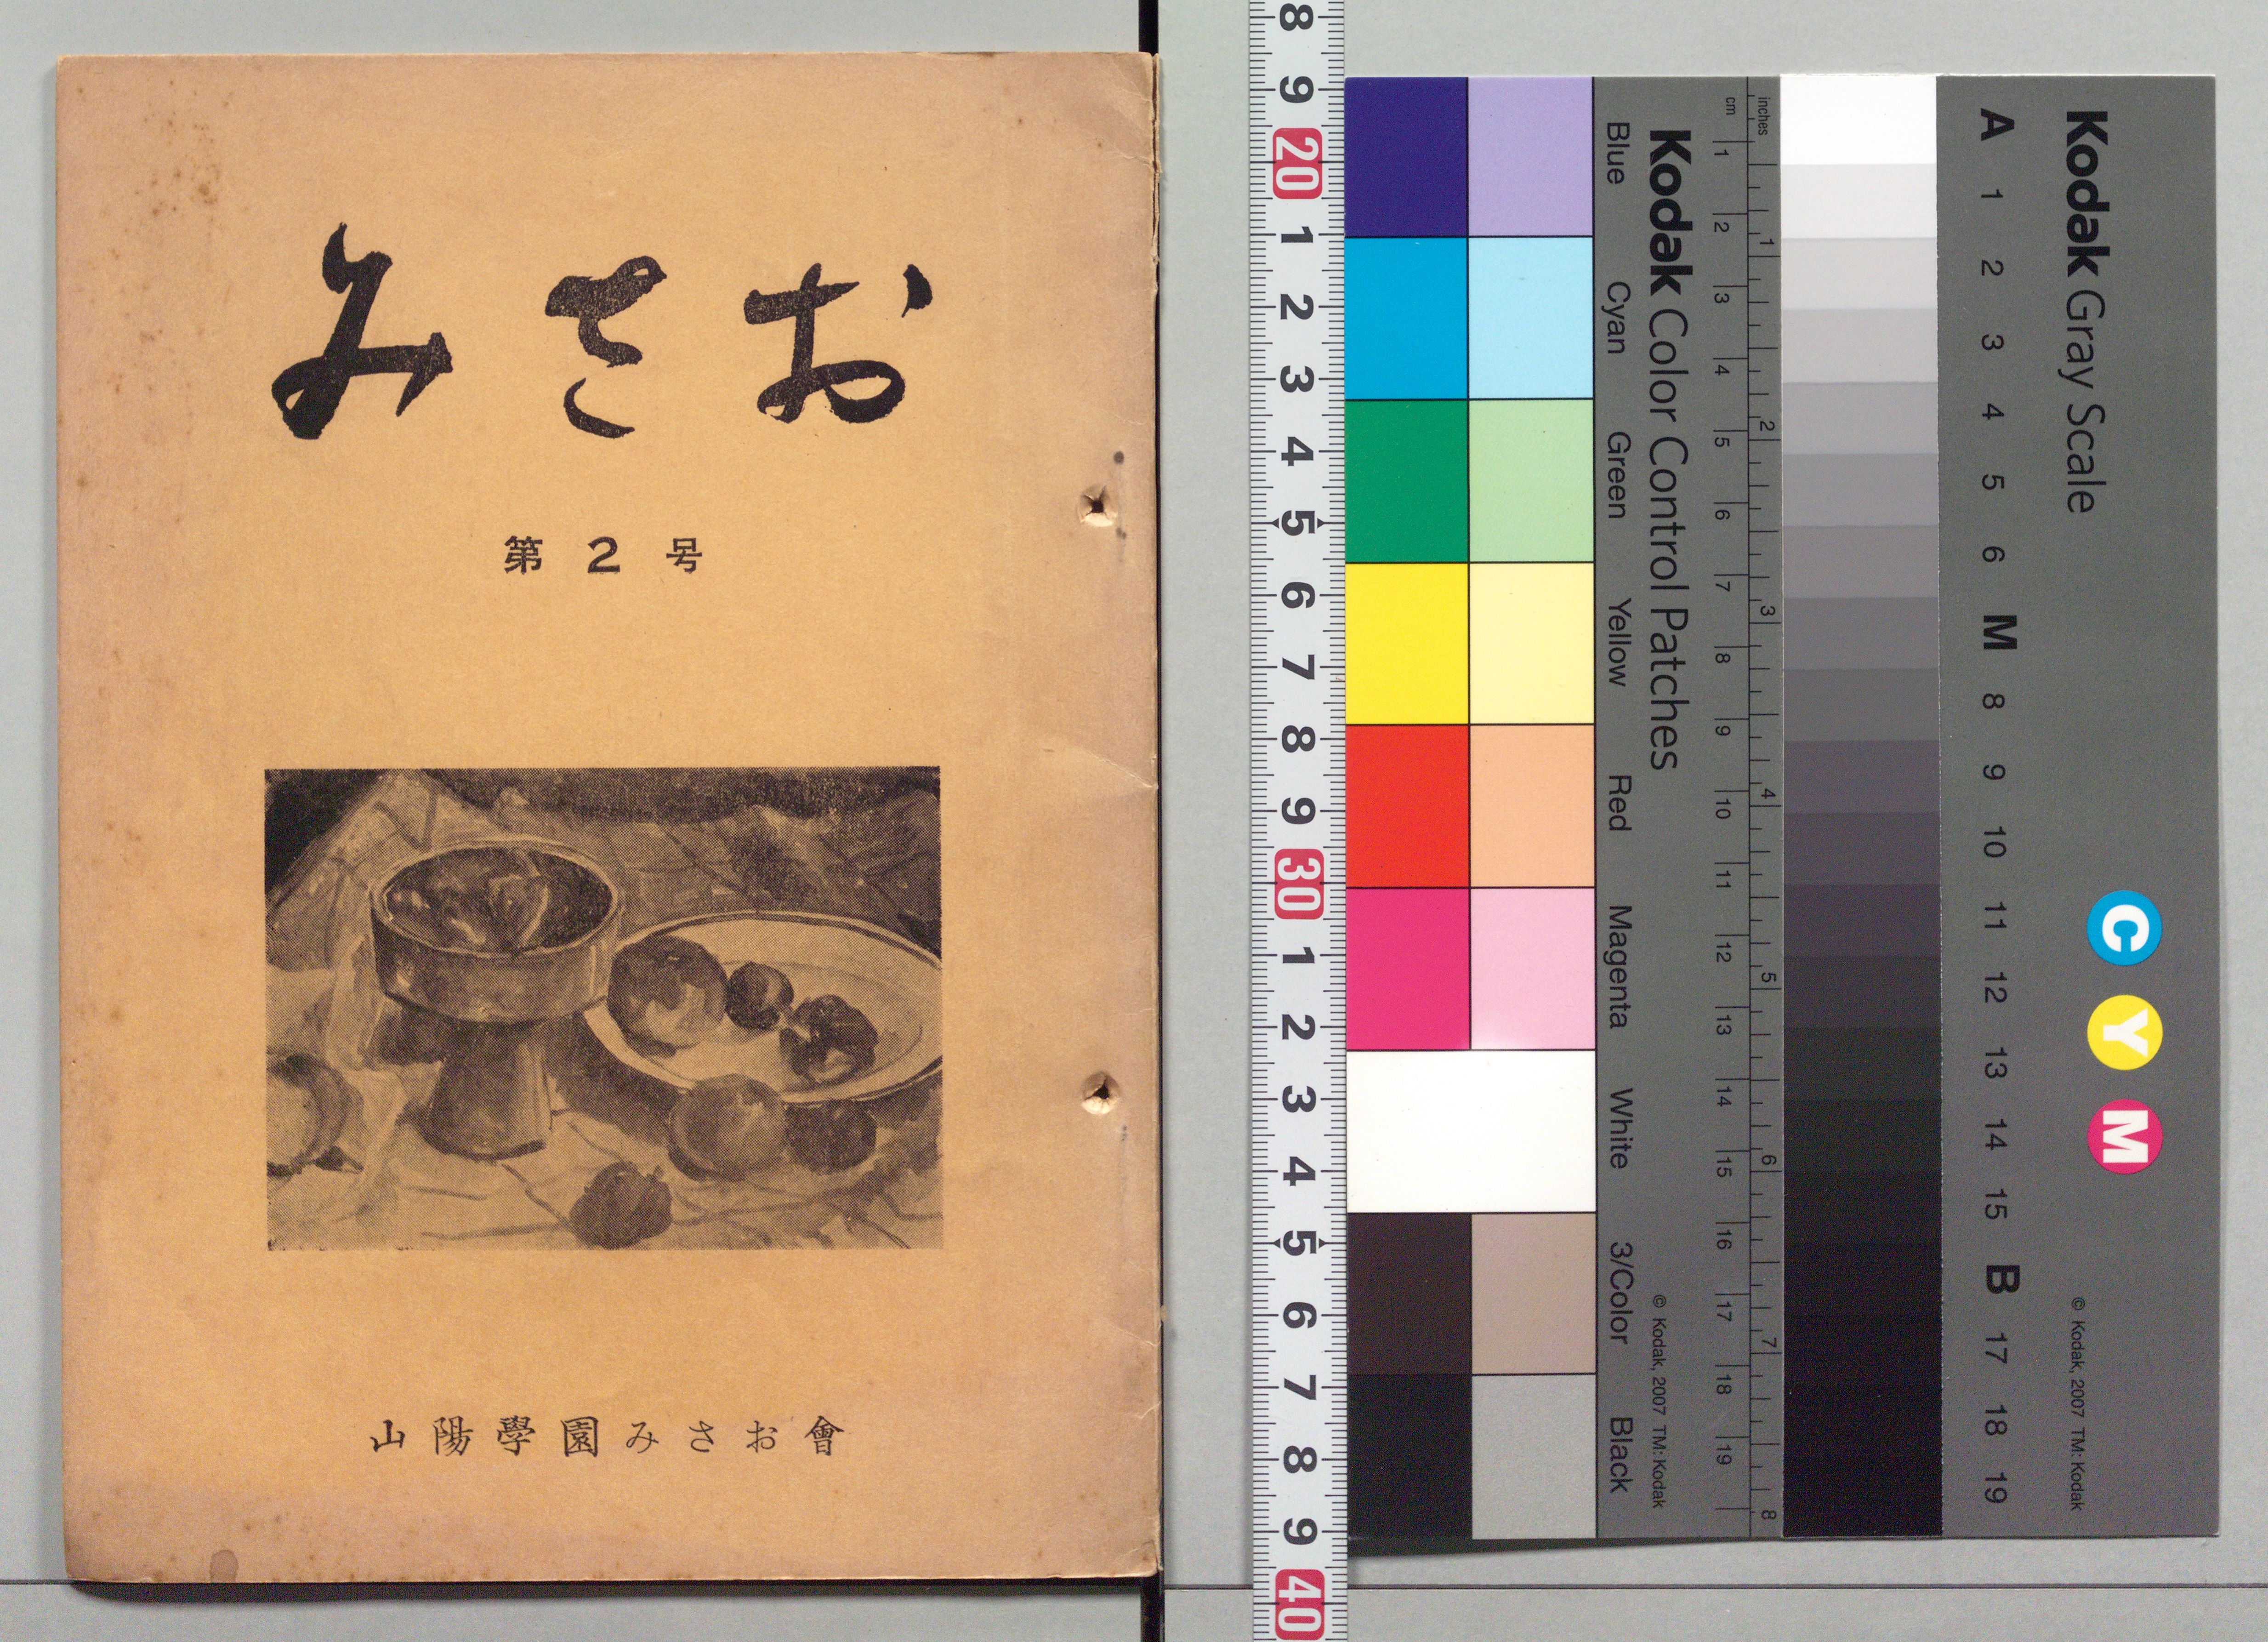 みさお
第2号
山陽學園みさお會
8 9 20 1 2 3 4 5 6 7 8 9 30 1 2 3 4 5 6 7 8 9 40
Blue Cyan Green Yellow Red Magenta White 3/Color Black
Kodak Color Control Patches
© Kodak, 2007 TM: Kodak
cm 1 2 3 4 5 6 7 8 9 10 11 12 13 14 15 16 17 18 19
inches 1 2 3 4 5 6 7 8
A 1 2 3 4 5 6 M 8 9 10 11 12 13 14 15 B 17 18 19
Kodak Gray Scale
C Y M
© Kodak, 2007 TM: Kodak